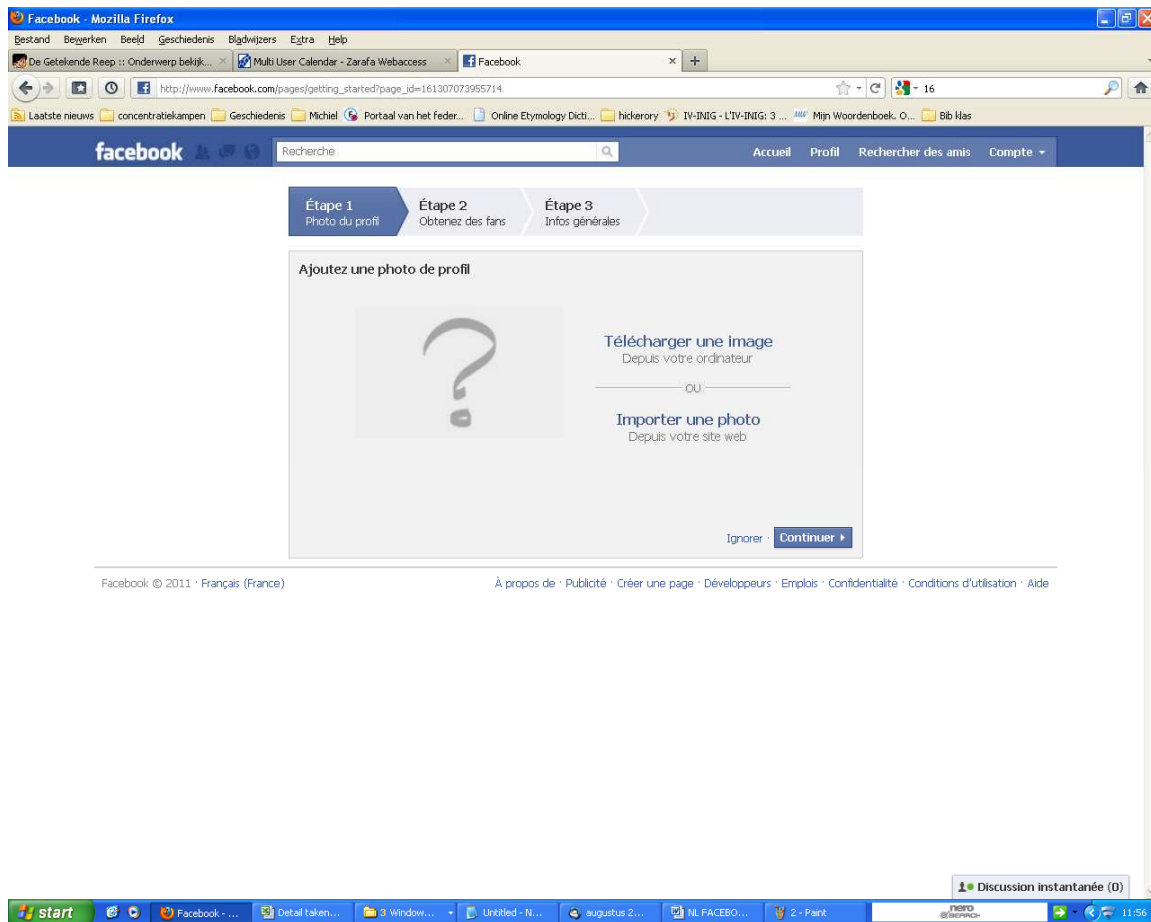 Facebook - Mozilla Firefox
Bestand Bewerken Beeld Geschiedenis Bladwijzers Extra Help
De Getekende Reep :: Onderwerp bekijk... Multi User Calendar - Zarafa Webaccess Facebook
http://www.facebook.com/pages/getting_started?page_id=161307073955714 16
Laatste nieuws concentratiekampen Geschiedenis Michiel Portaal van het feder... Online Etymology Dicti... hickerory IV-INIG - L'IV-INIG: 3 ... Mijn Woordenboek. O... Bib klas
facebook Recherche Accueil Profil Rechercher des amis Compte
Étape 1 Étape 2 Étape 3
Photo du profil Obtenez des fans Infos générales
Ajoutez une photo de profil
?
Télécharger une image
Depuis votre ordinateur
OU
Importer une photo
Depuis votre site web
Ignorer · Continuer
Facebook © 2011 · Français (France) À propos de · Publicité · Créer une page · Développeurs · Emplois · Confidentialité · Conditions d'utilisation · Aide
Discussion instantanée (0)
start Facebook - ... Detail taken... 3 Window... Untitled - N... augustus 2... NL FACEBO... 2 - Paint nero SEARCH 11:56